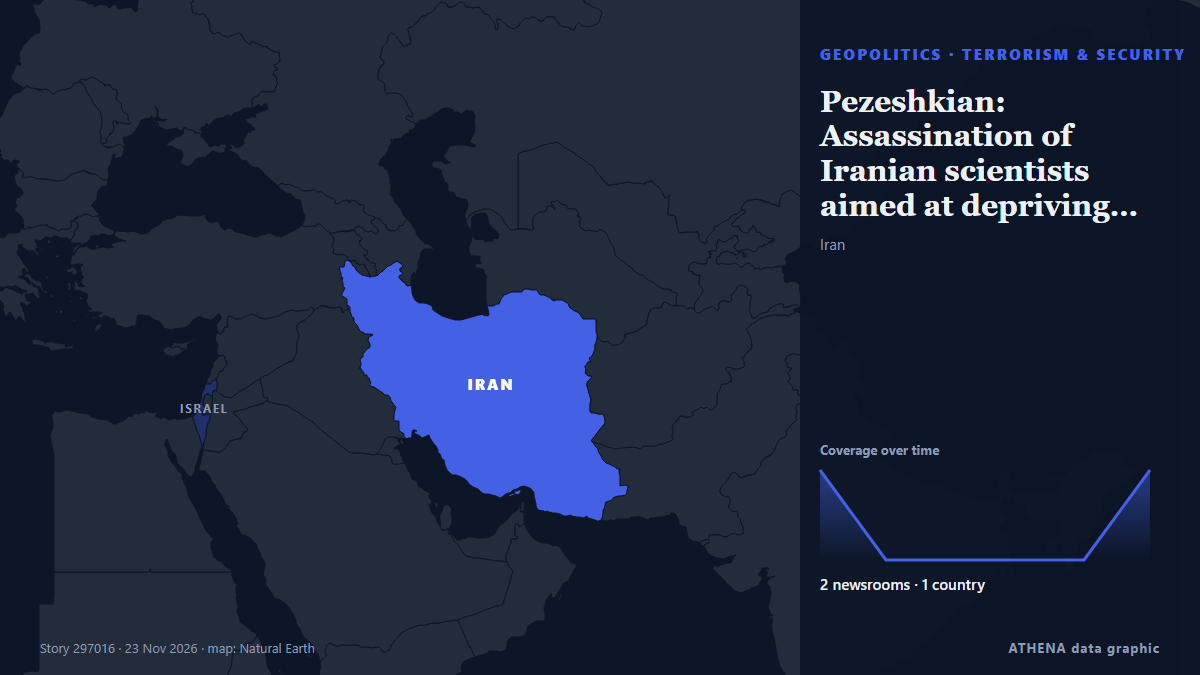 GEOPOLITICS · TERRORISM & SECURITY
Pezeshkian:
Assassination of
Iranian scientists
aimed at depriving...
Iran
IRAN
ISRAEL
Coverage over time
2 newsrooms · 1 country
Story 297016 · 23 Nov 2026 · map: Natural Earth
ATHENA data graphic